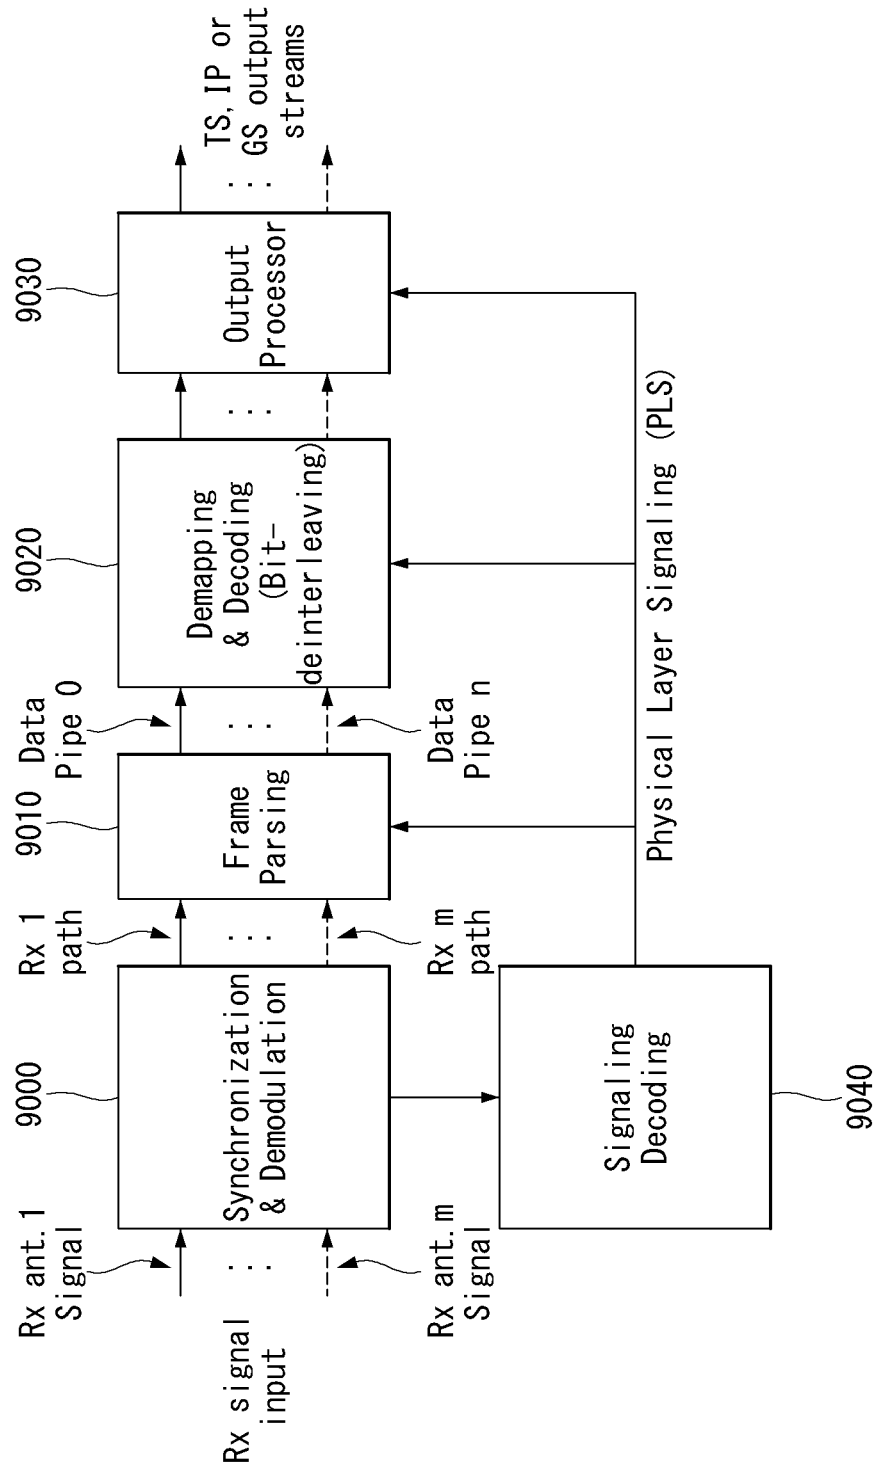 9000
9010
9020
9030
Rx ant.1
Signal
Rx 1
path
Data
Pipe 0
Rx signal
input
...
Synchronization
& Demodulation
...
Frame
Parsing
...
Demapping
& Decoding
(Bit-
deinterleaving)
...
Output
Processor
...
TS, IP or
GS output
streams
Rx ant.m
Signal
Rx m
path
Data
Pipe n
Signaling
Decoding
Physical Layer Signaling (PLS)
9040